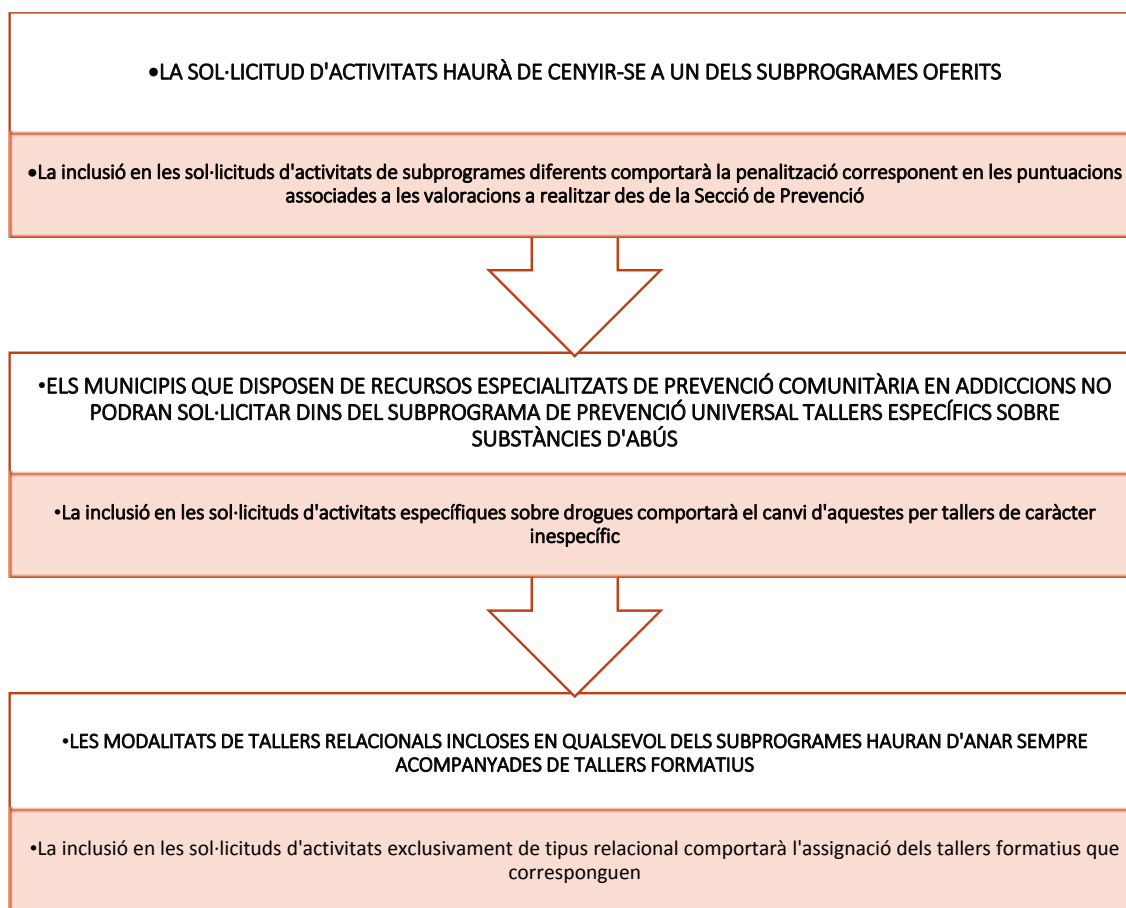 •LA SOL·LICITUD D'ACTIVITATS HAURÀ DE CENYIR-SE A UN DELS SUBPROGRAMES OFERITS
•La inclusió en les sol·licituds d'activitats de subprogrames diferents comportarà la penalització corresponent en les puntuacions
associades a les valoracions a realitzar des de la Secció de Prevenció
•ELS MUNICIPIS QUE DISPOSEN DE RECURSOS ESPECIALITZATS DE PREVENCIÓ COMUNITÀRIA EN ADDICCIONS NO
PODRAN SOL·LICITAR DINS DEL SUBPROGRAMA DE PREVENCIÓ UNIVERSAL TALLERS ESPECÍFICS SOBRE
SUBSTÀNCIES D'ABÚS
•La inclusió en les sol·licituds d'activitats específiques sobre drogues comportarà el canvi d'aquestes per tallers de caràcter
inespecífic
•LES MODALITATS DE TALLERS RELACIONALS INCLOSES EN QUALSEVOL DELS SUBPROGRAMES HAURAN D'ANAR SEMPRE
ACOMPANYADES DE TALLERS FORMATIUS
•La inclusió en les sol·licituds d'activitats exclusivament de tipus relacional comportarà l'assignació dels tallers formatius que
corresponguen